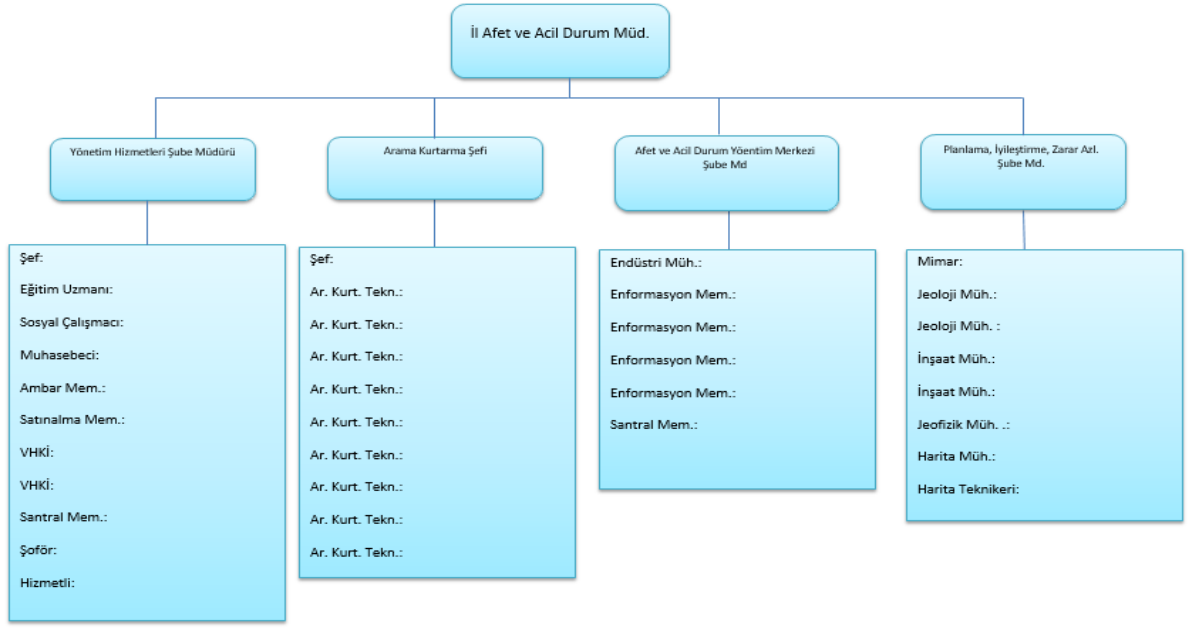 İl Afet ve Acil Durum Müd.
Yönetim Hizmetleri Şube Müdürü
Arama Kurtarma Şefi
Afet ve Acil Durum Yöentim Merkezi
Şube Md
Planlama, İyileştirme, Zarar Azl.
Şube Md.
Şef:
Eğitim Uzmanı:
Sosyal Çalışmacı:
Muhasebeci:
Ambar Mem.:
Satınalma Mem.:
VHKİ:
VHKİ:
Santral Mem.:
Şoför:
Hizmetli:
Şef:
Ar. Kurt. Tekn.:
Ar. Kurt. Tekn.:
Ar. Kurt. Tekn.:
Ar. Kurt. Tekn.:
Ar. Kurt. Tekn.:
Ar. Kurt. Tekn.:
Ar. Kurt. Tekn.:
Ar. Kurt. Tekn.:
Ar. Kurt. Tekn.:
Endüstri Müh.:
Enformasyon Mem.:
Enformasyon Mem.:
Enformasyon Mem.:
Enformasyon Mem.:
Santral Mem.:
Mimar:
Jeoloji Müh.:
Jeoloji Müh. :
İnşaat Müh.:
İnşaat Müh.:
Jeofizik Müh. .:
Harita Müh.:
Harita Teknikeri: